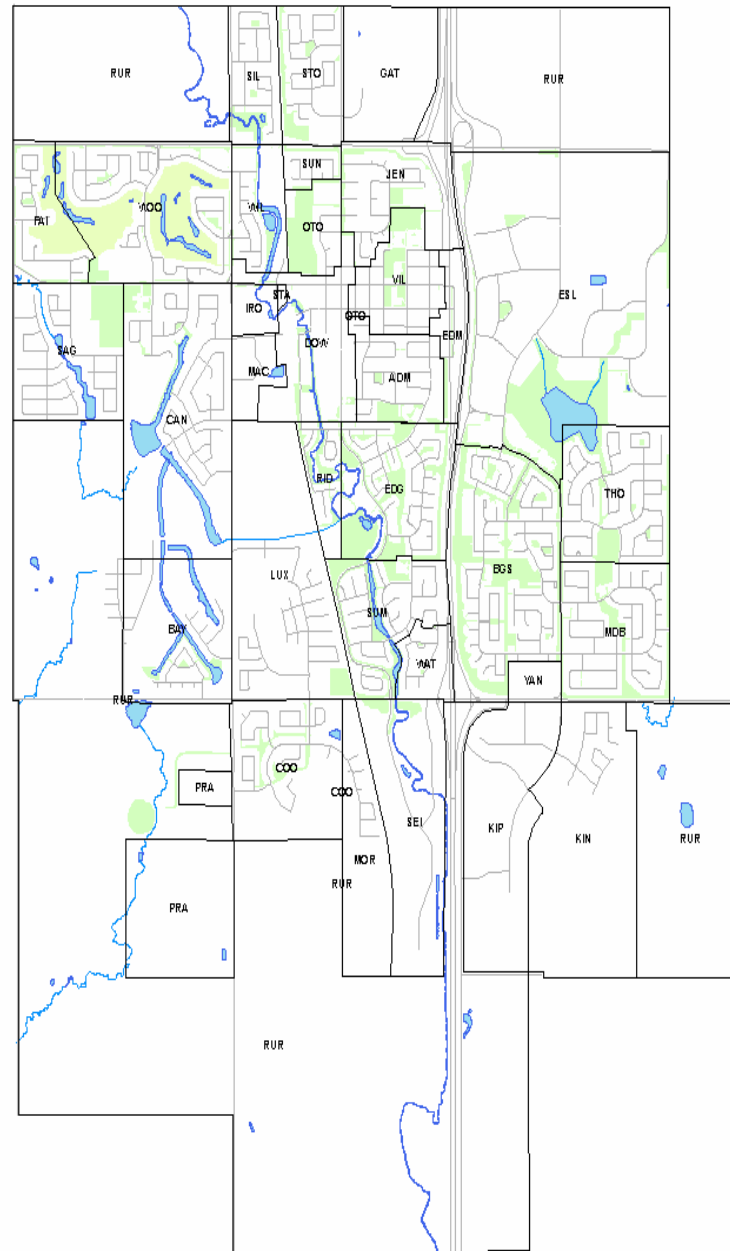 RUR
SIL
STO
GAT
RUR
SUN
JEN
PAT
WOO
WIL
OTO
VIL
ESL
STA
IRO
OTO
DOW
EDM
SAG
MAC
ADM
CAN
RID
EDG
THO
EGS
LUX
SUM
BAY
MDB
WAT
YAN
RUR
COO
PRA
COO
SEI
KIP
KIN
RUR
MOR
RUR
PRA
RUR